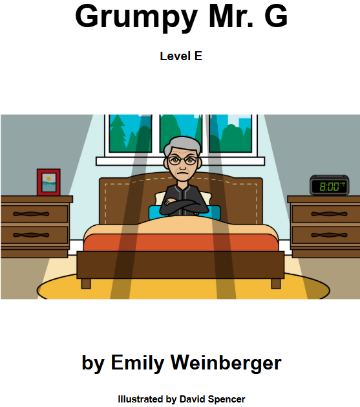 Grumpy Mr. G
Level E
8:00
by Emily Weinberger
Illustrated by David Spencer